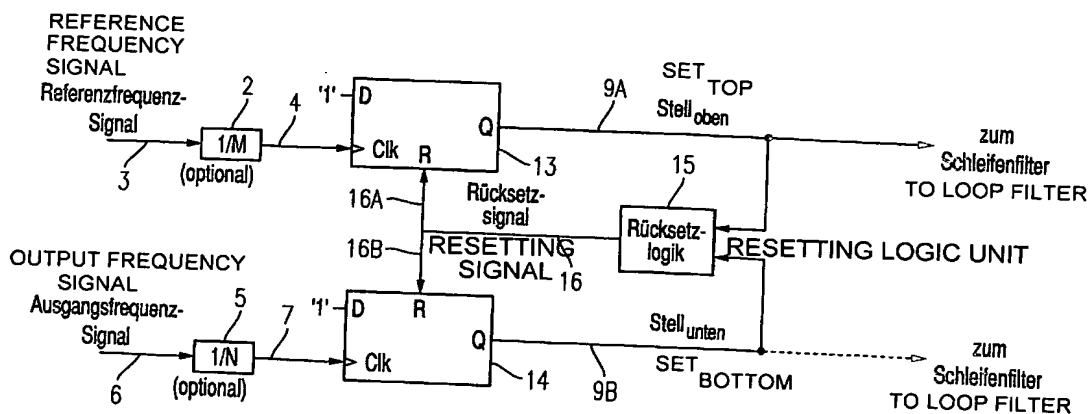 REFERENCE
FREQUENCY
SIGNAL
Referenzfrequenz-
Signal
3
2
1/M
(optional)
4
'1'
D
Clk
R
Q
13
9A
SET TOP
Stell oben
zum
Schleifenfilter
TO LOOP FILTER
16A
Rücksetz-
signal
15
Rücksetz-
logik
RESETTING LOGIC UNIT
16B
RESETTING
SIGNAL
16
OUTPUT FREQUENCY
SIGNAL
Ausgangsfrequenz-
Signal
6
5
1/N
(optional)
7
'1'
D
R
Q
Clk
14
Stell unten
9B
SET BOTTOM
zum
Schleifenfilter
TO LOOP FILTER